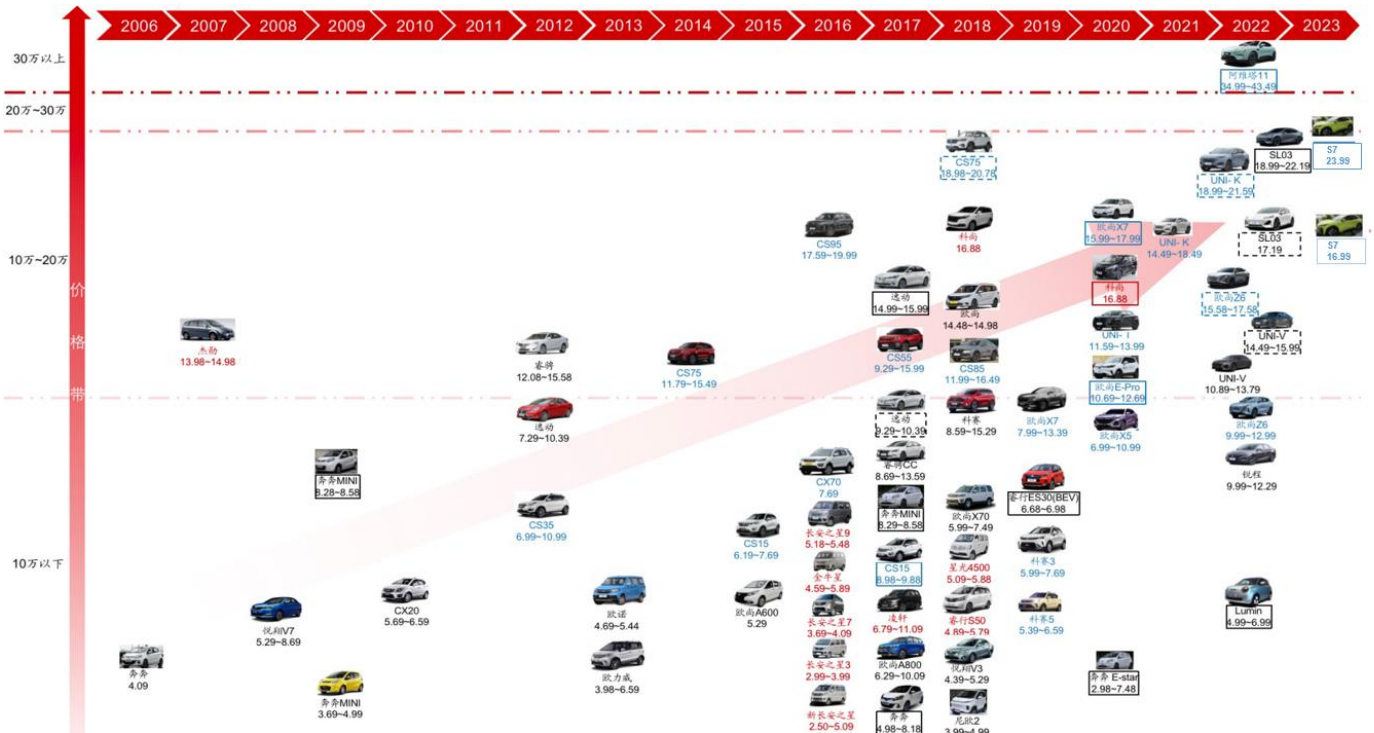 2006 2007 2008 2009 2010 2011 2012 2013 2014 2015 2016 2017 2018 2019 2020 2021 2022 2023
30万以上
20万~30万
10万~20万
10万以下
价
格
带
奔奔
4.09
杰勋
13.98~14.98
悦翔V7
5.29~8.69
奔奔MINI
8.28~8.58
奔奔MINI
3.69~4.99
CX20
5.69~6.59
睿骋
12.08~15.58
逸动
7.29~10.39
CS35
6.99~10.99
欧诺
4.69~5.44
欧力威
3.98~6.59
CS75
11.79~15.49
CS15
6.19~7.69
欧尚A600
5.29
CS95
17.59~19.99
CX70
7.69
长安之星9
5.18~5.48
金牛星
4.59~5.89
长安之星7
3.69~4.09
长安之星3
2.99~3.99
新长安之星
2.50~5.09
逸动
14.99~15.99
CS55
9.29~15.99
逸动
9.29~10.39
睿骋CC
8.69~13.59
奔奔MINI
8.29~8.58
CS15
8.98~9.88
凌轩
6.79~11.09
欧尚A800
6.29~10.09
奔奔
4.98~8.18
CS75
18.98~20.78
科尚
16.88
欧尚
14.48~14.98
CS85
11.99~16.49
科赛
8.59~15.29
欧尚X70
5.99~7.49
星光4500
5.09~5.88
睿行S50
4.89~5.79
悦翔V3
4.39~5.29
尼欧2
3.99~4.99
欧尚X7
7.99~13.39
睿行ES30(BEV)
6.68~6.98
科赛3
5.99~7.69
科赛5
5.39~6.59
欧尚X7
15.99~17.99
科尚
16.88
UNI- T
11.59~13.99
欧尚E-Pro
10.69~12.69
欧尚X5
6.99~10.99
奔奔 E-star
2.98~7.48
UNI- K
14.49~18.49
阿维塔11
34.99~43.49
SL03
18.99~22.19
UNI- K
18.99~21.59
SL03
17.19
欧尚Z6
15.58~17.58
UNI-V
14.49~15.99
UNI-V
10.89~13.79
欧尚Z6
9.99~12.99
锐程
9.99~12.29
Lumin
4.99~6.99
S7
23.99
S7
16.99